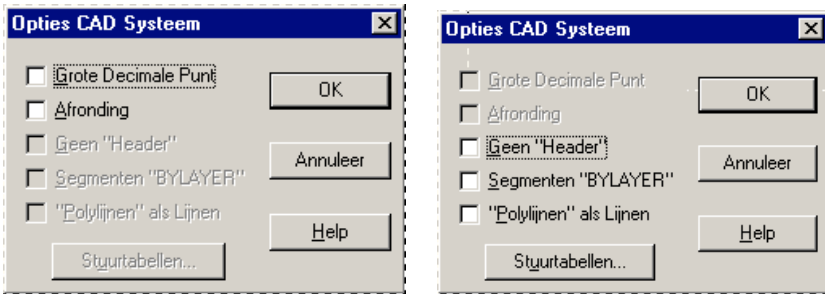 Opties CAD Systeem
Grote Decimale Punt
Afronding
Geen "Header"
Segmenten "BYLAYER"
"Polylijnen" als Lijnen
Stuurtabellen...
OK
Annuleer
Help
Opties CAD Systeem
Grote Decimale Punt
Afronding
Geen "Header"
Segmenten "BYLAYER"
"Polylijnen" als Lijnen
Stuurtabellen...
OK
Annuleer
Help